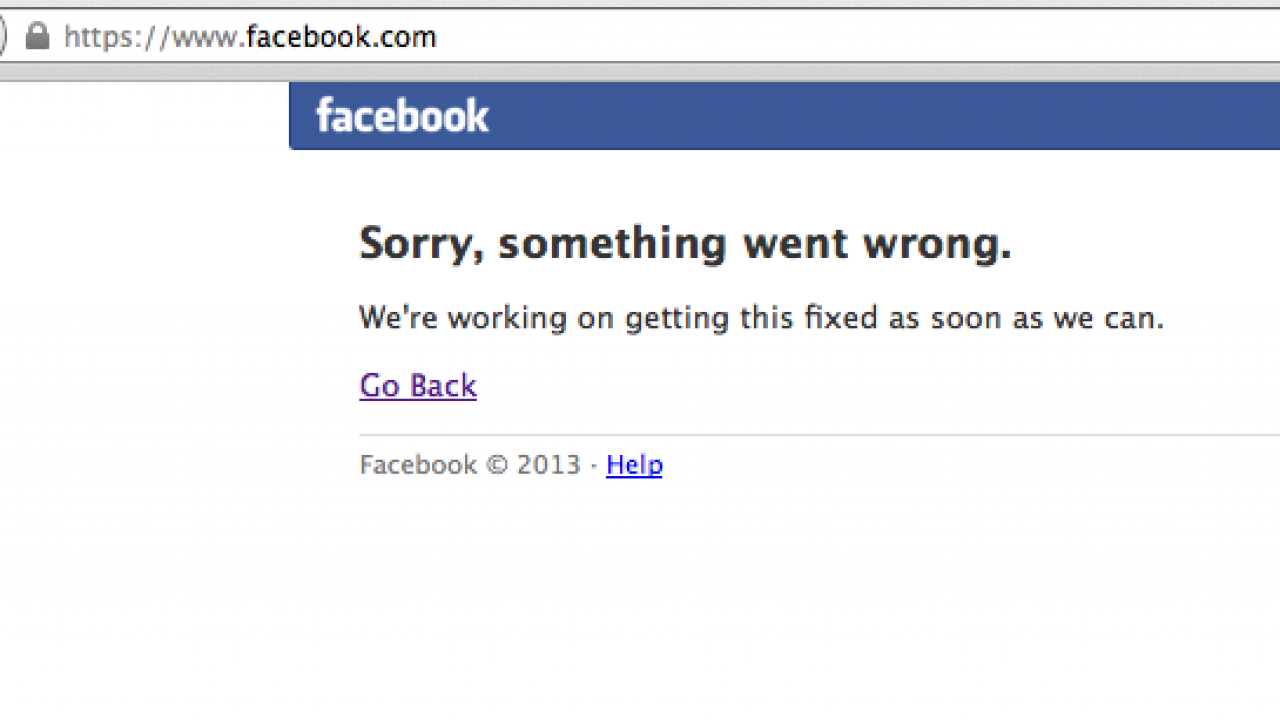 https://www.facebook.com
facebook
Sorry, something went wrong.
We're working on getting this fixed as soon as we can.
Go Back
Facebook © 2013 · Help